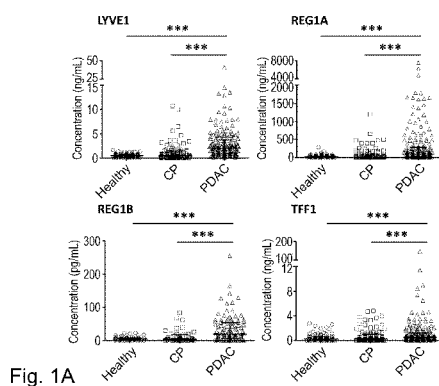 LYVE1
***
***
Concentration (ng/mL)
50
25
15
10
5
0
Healthy
CP
PDAC
REG1A
***
***
Concentration (ng/mL)
8000
4000
2000
1500
1000
500
0
Healthy
CP
PDAC
REG1B
***
***
Concentration (pg/mL)
300
200
100
0
Healthy
CP
PDAC
TFF1
***
***
Concentration (ng/mL)
200
100
12
8
4
0
Healthy
CP
PDAC
Fig. 1A